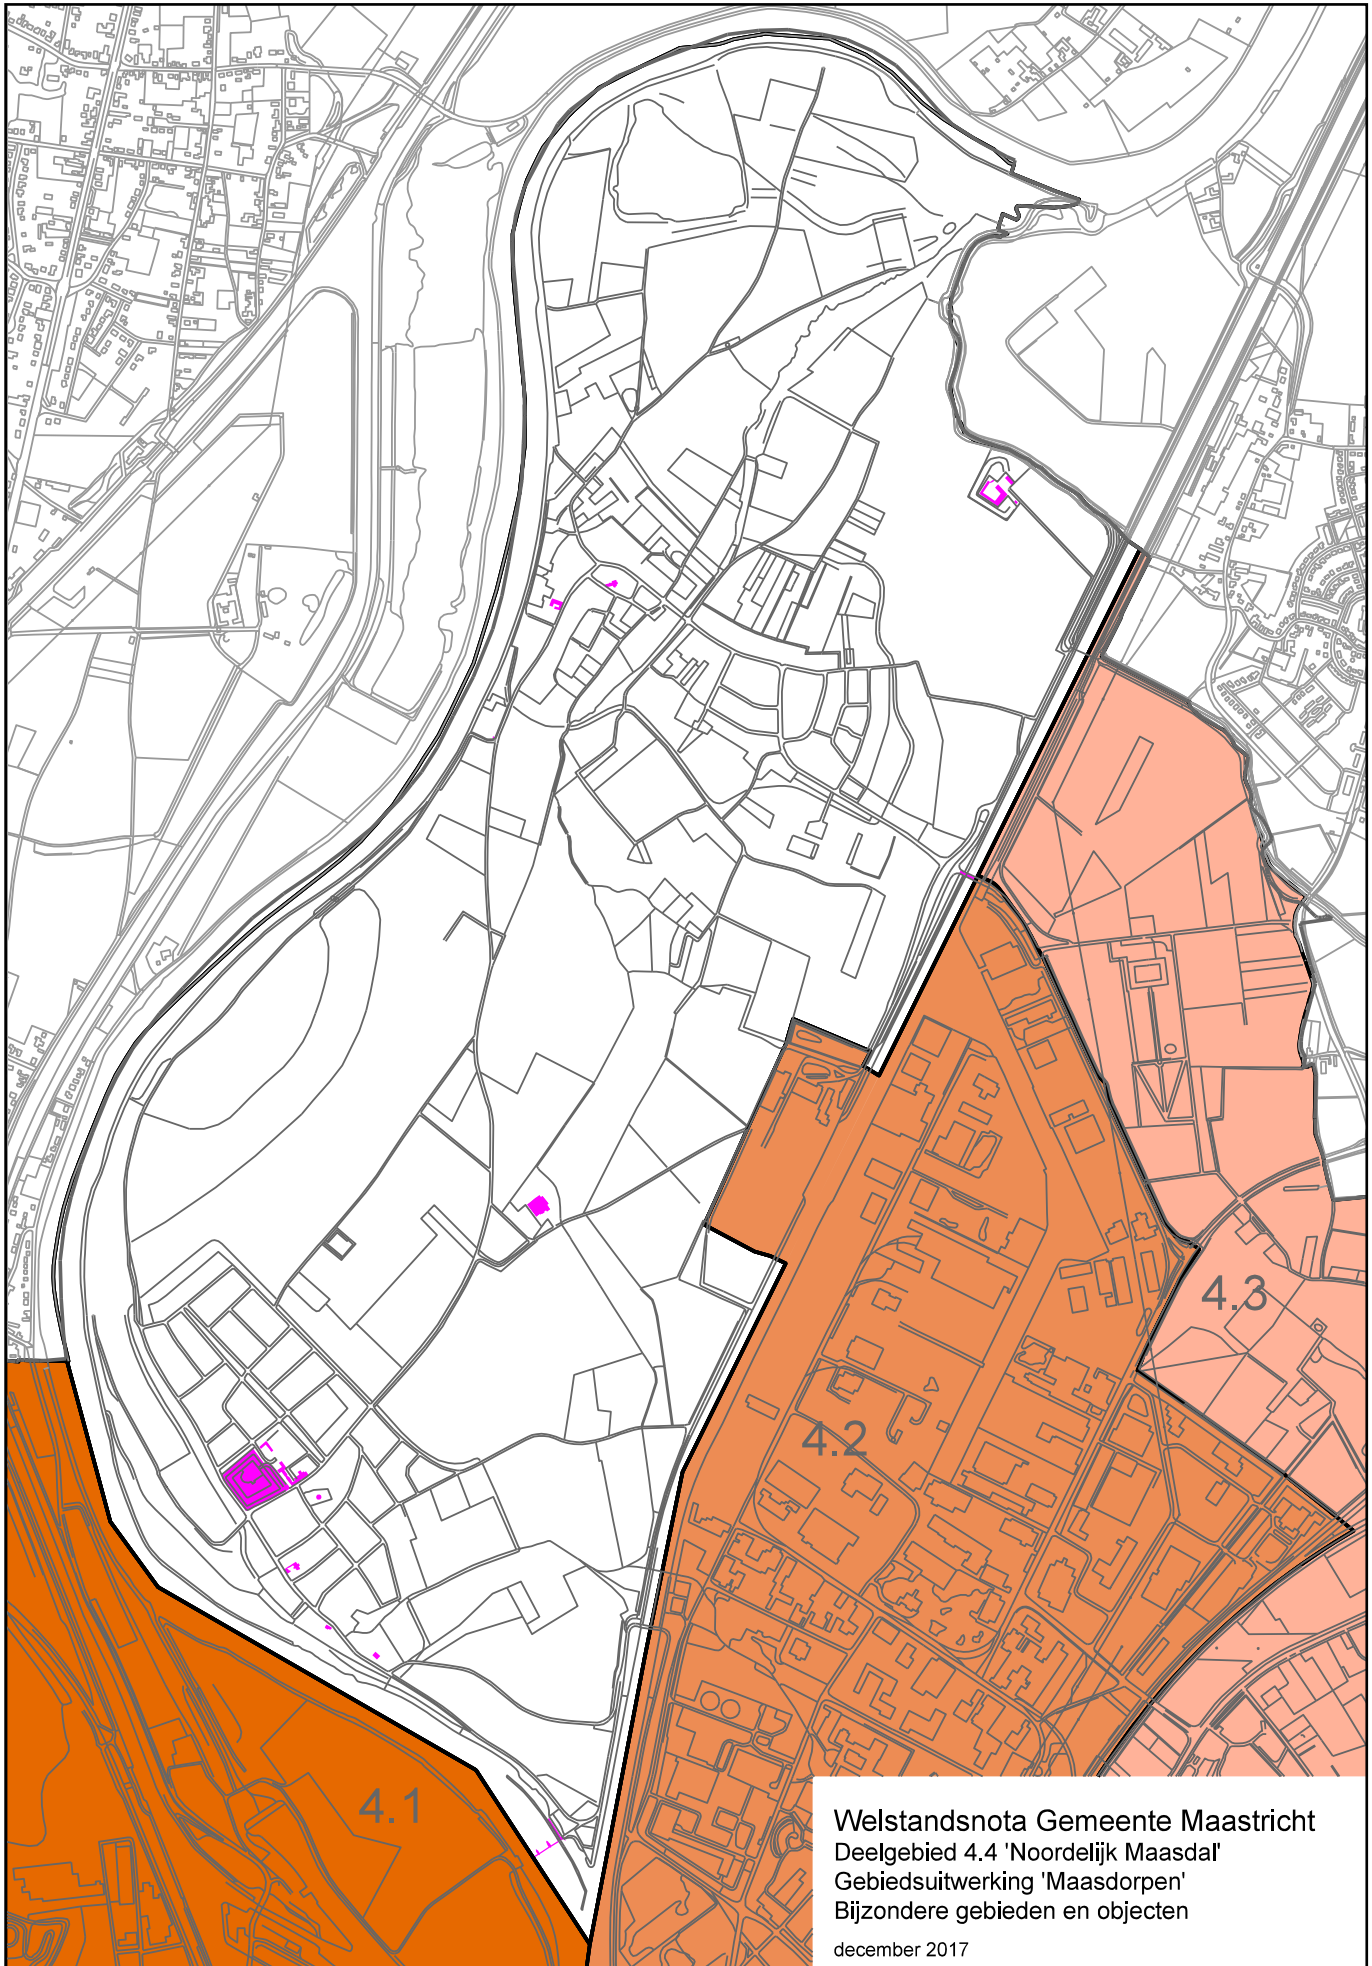 4.3
4.2
4.1
Welstandsnota Gemeente Maastricht
Deelgebied 4.4 'Noordelijk Maasdal'
Gebiedsuitwerking 'Maasdorpen'
Bijzondere gebieden en objecten
december 2017